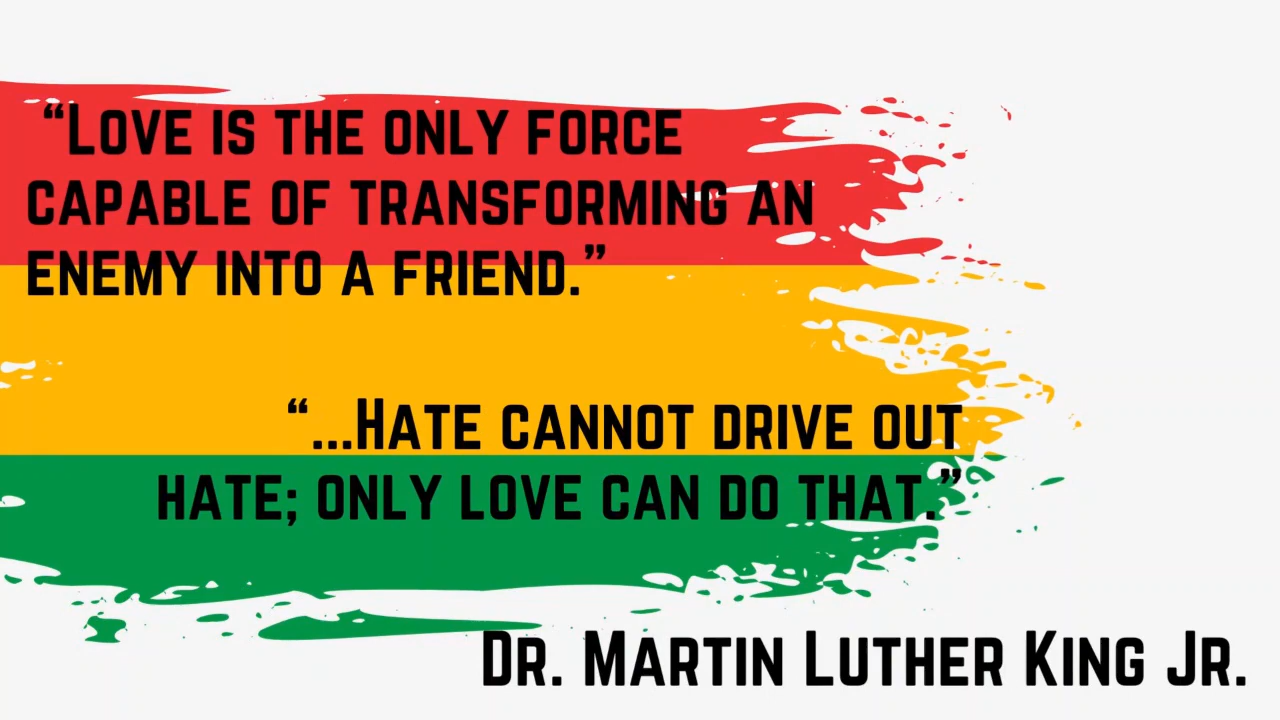 “Love is the only force
capable of transforming an
enemy into a friend.”
“...Hate cannot drive out
hate; only love can do that.”
Dr. Martin Luther King Jr.